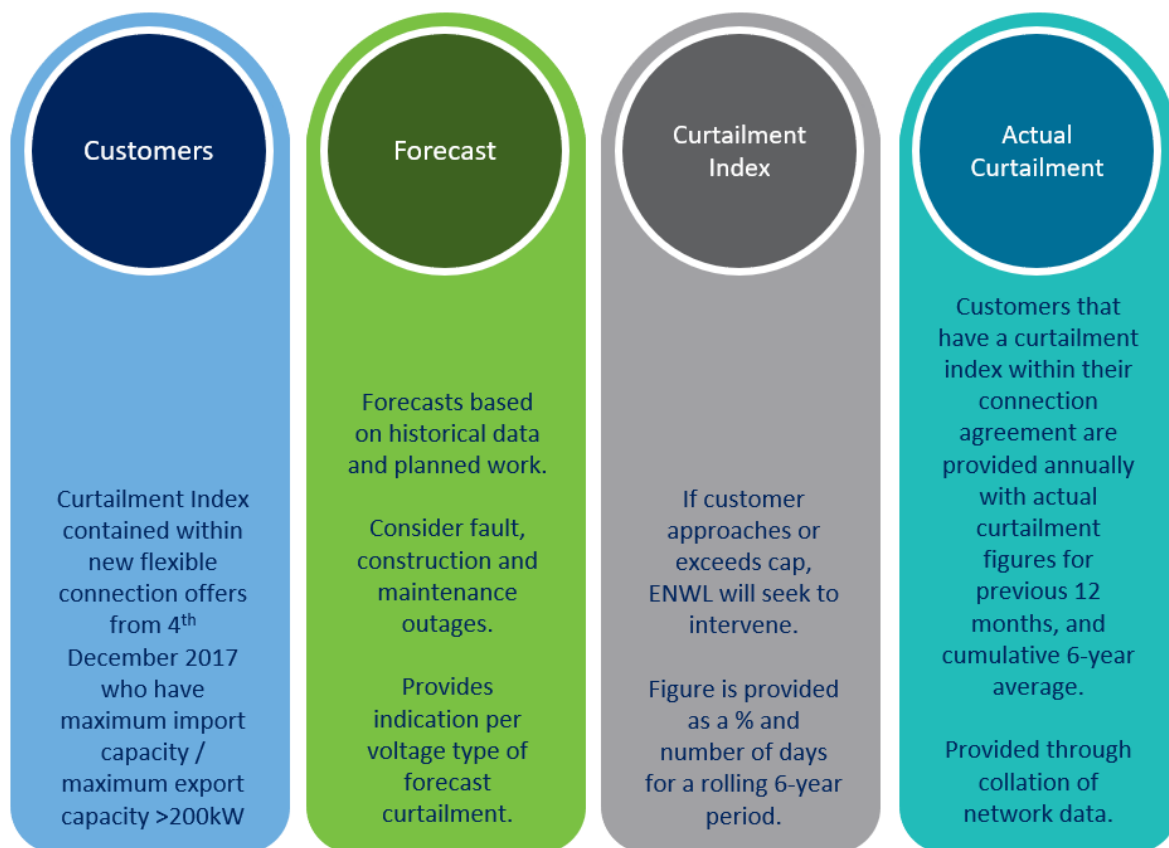 Customers
Curtailment Index
contained within
new flexible
connection offers
from 4th
December 2017
who have
maximum import
capacity /
maximum export
capacity >200kW
Forecast
Forecasts based
on historical data
and planned work.
Consider fault,
construction and
maintenance
outages.
Provides
indication per
voltage type of
forecast
curtailment.
Curtailment
Index
If customer
approaches or
exceeds cap,
ENWL will seek to
intervene.
Figure is provided
as a % and
number of days
for a rolling 6-year
period.
Actual
Curtailment
Customers that
have a curtailment
index within their
connection
agreement are
provided annually
with actual
curtailment
figures for
previous 12
months, and
cumulative 6-year
average.
Provided through
collation of
network data.